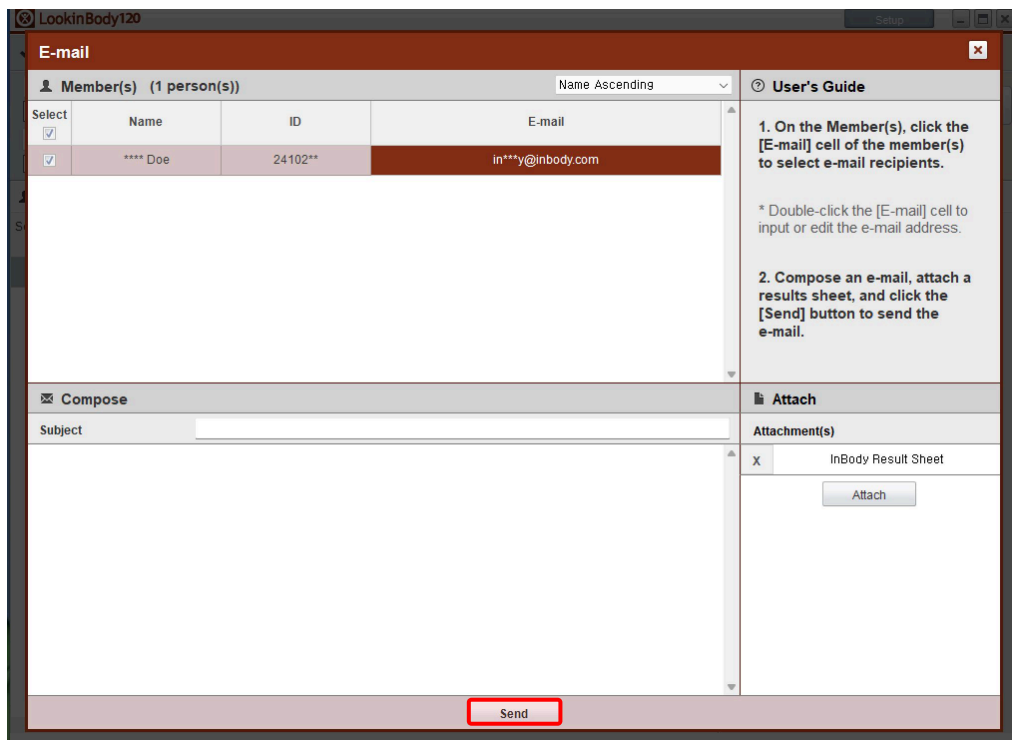 LookinBody120
Setup
E-mail
Member(s) (1 person(s))
Name Ascending
Select
Name
ID
E-mail
**** Doe
24102**
in***y@inbody.com
User's Guide
1. On the Member(s), click the
[E-mail] cell of the member(s)
to select e-mail recipients.
* Double-click the [E-mail] cell to
input or edit the e-mail address.
2. Compose an e-mail, attach a
results sheet, and click the
[Send] button to send the
e-mail.
Compose
Subject
Attach
Attachment(s)
X InBody Result Sheet
Attach
Send